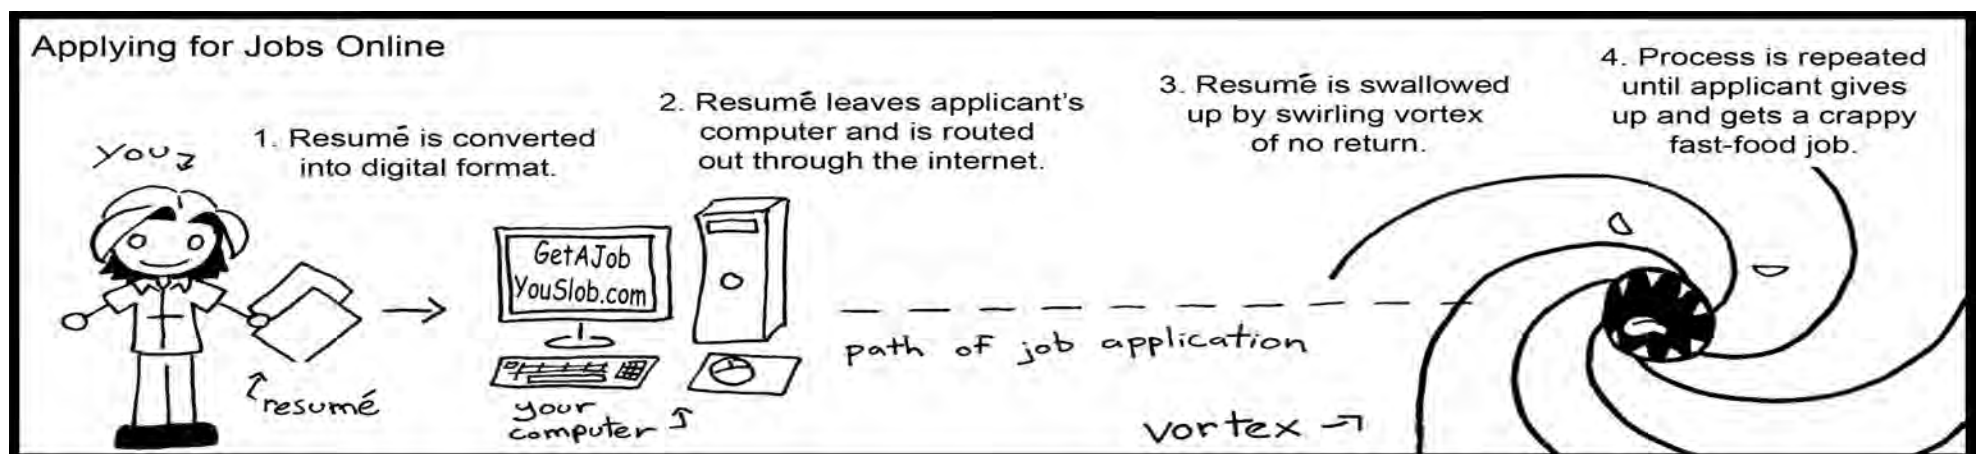 Applying for Jobs Online
you
1. Resumé is converted
into digital format.
2. Resumé leaves applicant's
computer and is routed
out through the internet.
3. Resumé is swallowed
up by swirling vortex
of no return.
4. Process is repeated
until applicant gives
up and gets a crappy
fast-food job.
GetAJob
YouSlob.com
resumé
your
computer
path of job application
vortex